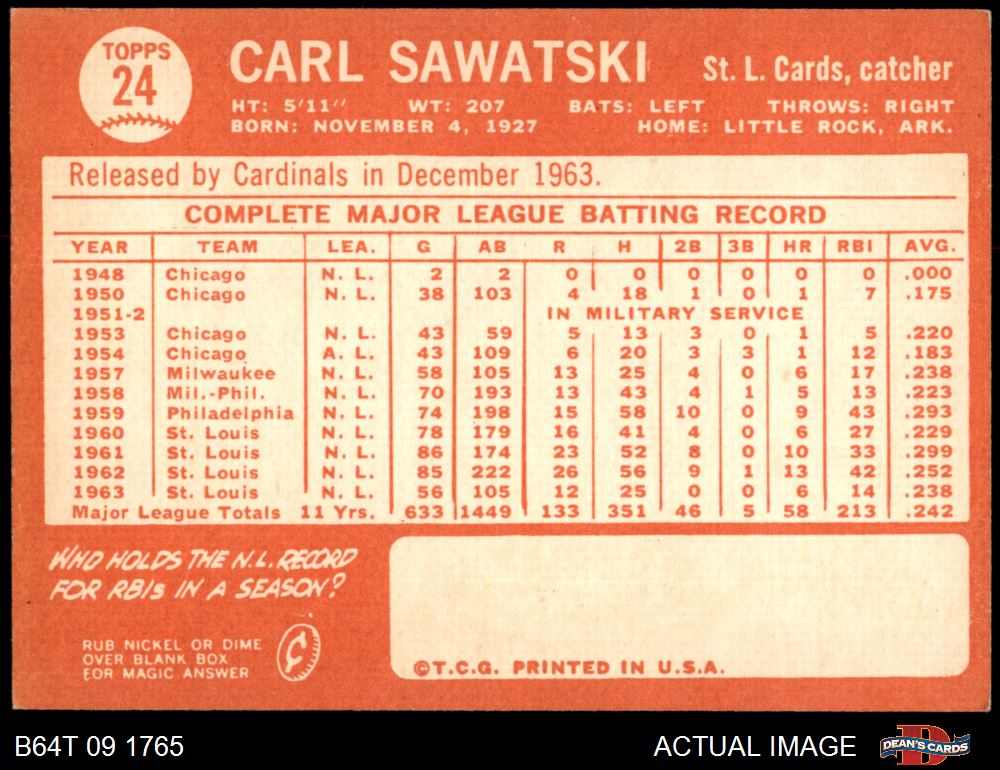 TOPPS
24
CARL SAWATSKI
St. L. Cards, catcher
HT: 5'11" WT: 207 BATS: LEFT THROWS: RIGHT
BORN: NOVEMBER 4, 1927 HOME: LITTLE ROCK, ARK.
Released by Cardinals in December 1963.
COMPLETE MAJOR LEAGUE BATTING RECORD
YEAR TEAM LEA. G AB R H 2B 3B HR RBI AVG.
1948 Chicago N. L. 2 2 0 0 0 0 0 0 .000
1950 Chicago N. L. 38 103 4 18 1 0 1 7 .175
1951-2 IN MILITARY SERVICE
1953 Chicago N. L. 43 59 5 13 3 0 1 5 .220
1954 Chicago A. L. 43 109 6 20 3 3 1 12 .183
1957 Milwaukee N. L. 58 105 13 25 4 0 6 17 .238
1958 Mil.-Phil. N. L. 70 193 13 43 4 1 5 13 .223
1959 Philadelphia N. L. 74 198 15 58 10 0 9 43 .293
1960 St. Louis N. L. 78 179 16 41 4 0 6 27 .229
1961 St. Louis N. L. 86 174 23 52 8 0 10 33 .299
1962 St. Louis N. L. 85 222 26 56 9 1 13 42 .252
1963 St. Louis N. L. 56 105 12 25 0 0 6 14 .238
Major League Totals 11 Yrs. 633 1449 133 351 46 5 58 213 .242
WHO HOLDS THE N.L. RECORD
FOR RBIs IN A SEASON?
RUB NICKEL OR DIME
OVER BLANK BOX
FOR MAGIC ANSWER
©T.C.G. PRINTED IN U.S.A.
B64T 09 1765
ACTUAL IMAGE
D
DEAN'S CARDS